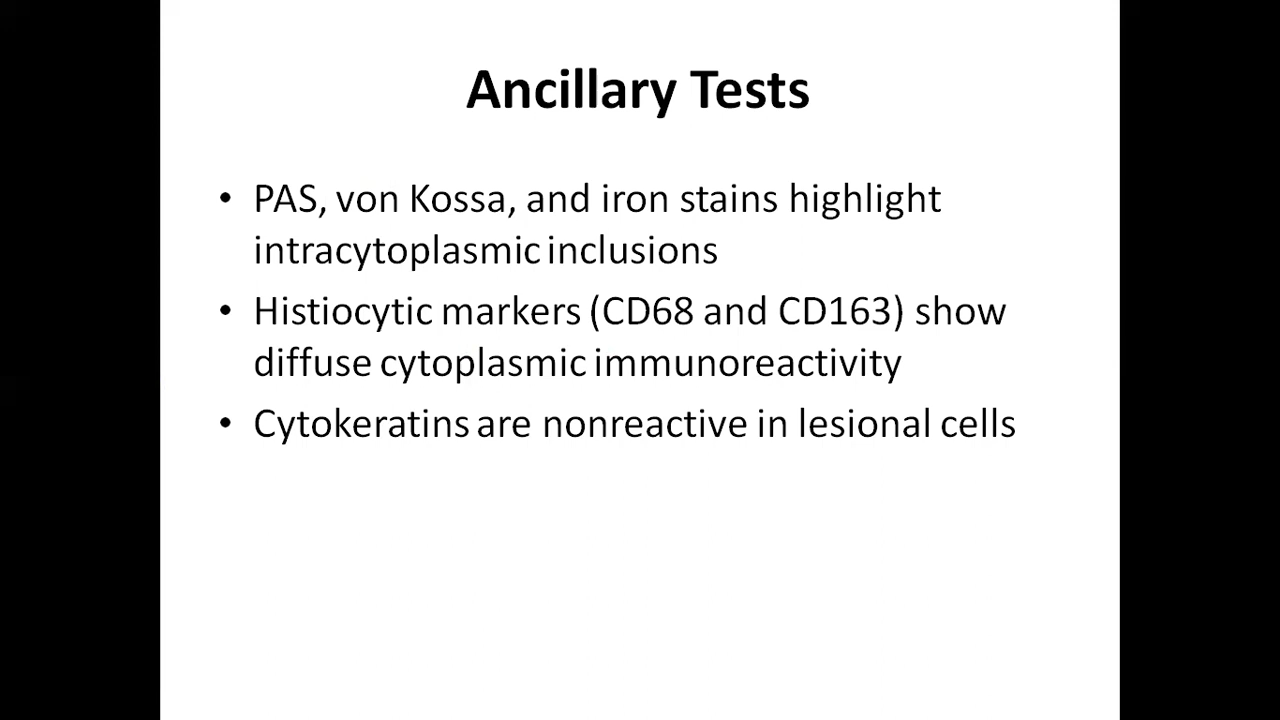 Ancillary Tests
• PAS, von Kossa, and iron stains highlight
intracytoplasmic inclusions
• Histiocytic markers (CD68 and CD163) show
diffuse cytoplasmic immunoreactivity
• Cytokeratins are nonreactive in lesional cells